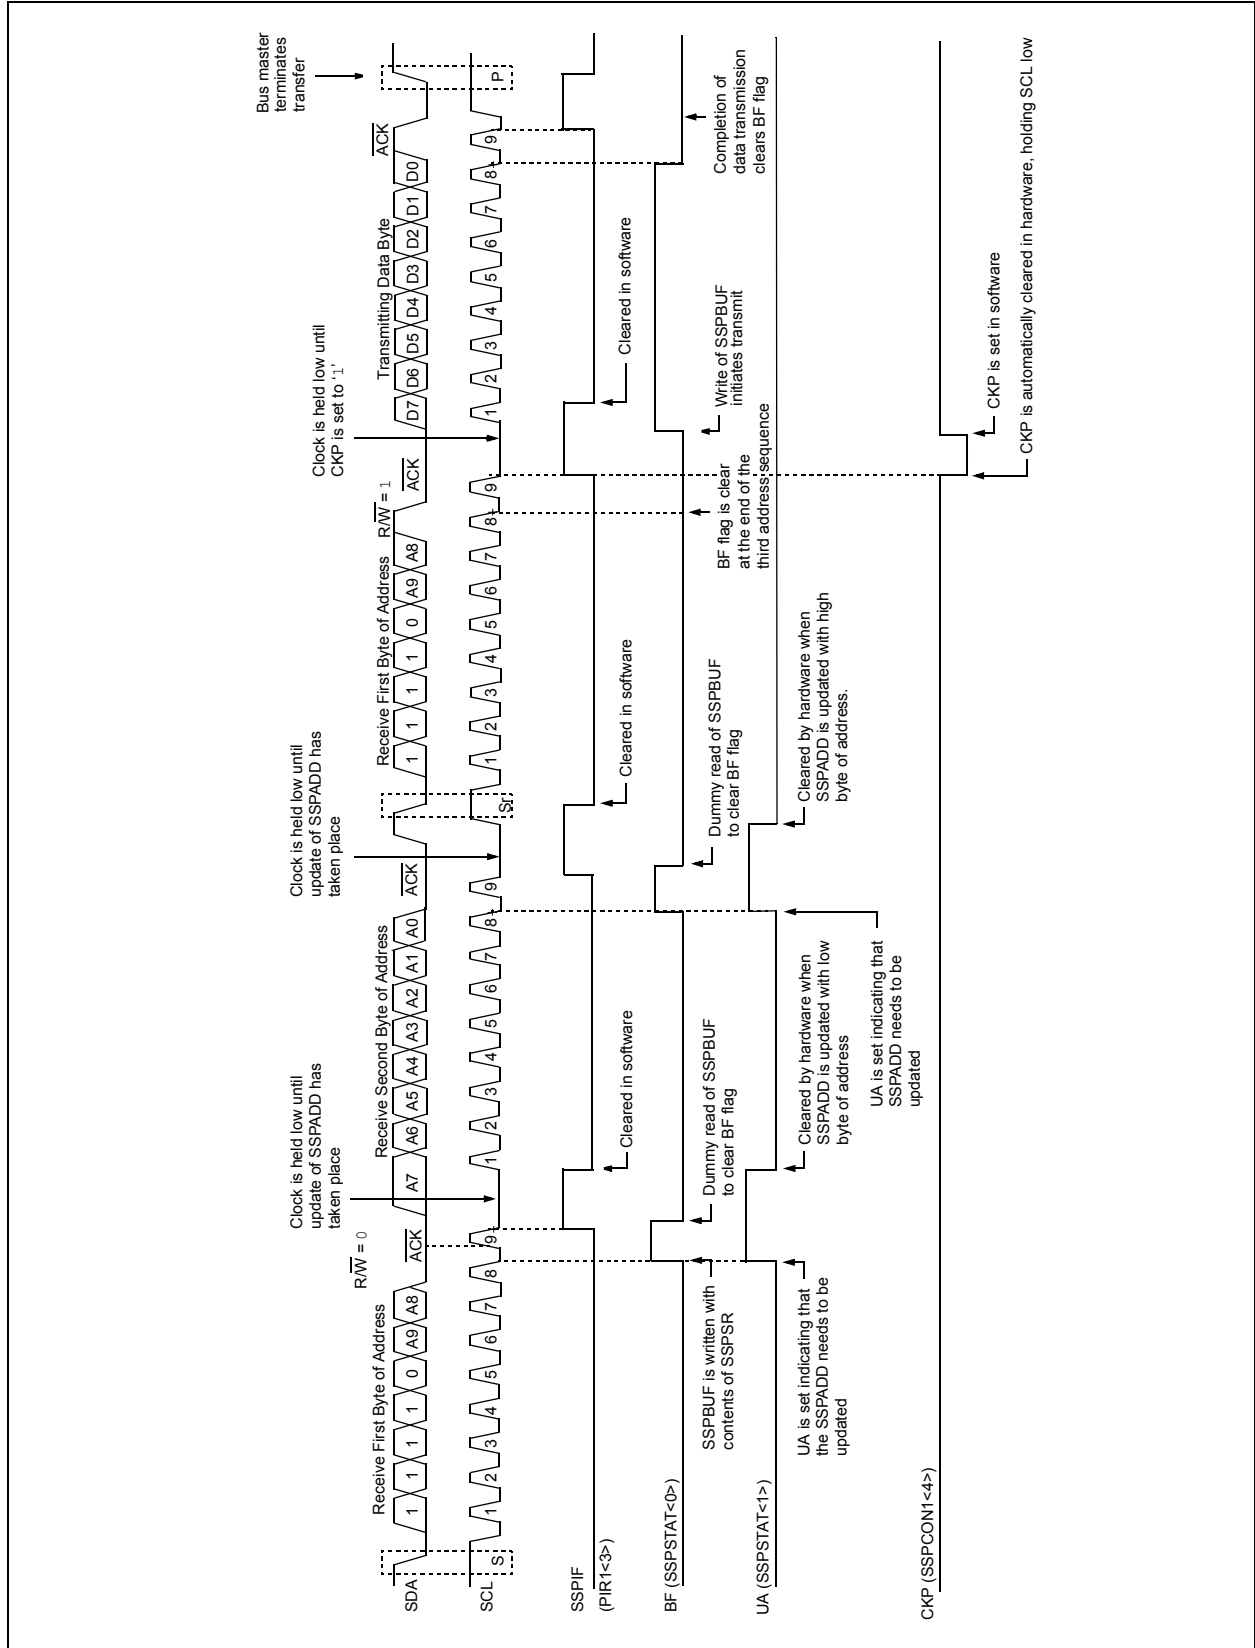 Bus master
terminates
transfer
Clock is held low until
CKP is set to ‘1’
Clock is held low until
update of SSPADD has
taken place
Clock is held low until
update of SSPADD has
taken place
R/W = 0
R/W = 1
Receive First Byte of Address
ACK
Receive Second Byte of Address
ACK
Receive First Byte of Address
ACK
Transmitting Data Byte
ACK
SDA
1 1 1 1 0 A9 A8
A7 A6 A5 A4 A3 A2 A1 A0
1 1 1 1 0 A9 A8
D7 D6 D5 D4 D3 D2 D1 D0
SCL
S
1 2 3 4 5 6 7 8 9
1 2 3 4 5 6 7 8 9
Sr
1 2 3 4 5 6 7 8 9
1 2 3 4 5 6 7 8 9
P
SSPIF
(PIR1<3>)
Cleared in software
Cleared in software
Cleared in software
BF (SSPSTAT<0>)
SSPBUF is written with
contents of SSPSR
Dummy read of SSPBUF
to clear BF flag
Dummy read of SSPBUF
to clear BF flag
BF flag is clear
at the end of the
third address sequence
Write of SSPBUF
initiates transmit
Completion of
data transmission
clears BF flag
UA (SSPSTAT<1>)
UA is set indicating that
the SSPADD needs to be
updated
Cleared by hardware when
SSPADD is updated with low
byte of address
UA is set indicating that
SSPADD needs to be
updated
Cleared by hardware when
SSPADD is updated with high
byte of address.
CKP (SSPCON1<4>)
CKP is set in software
CKP is automatically cleared in hardware, holding SCL low